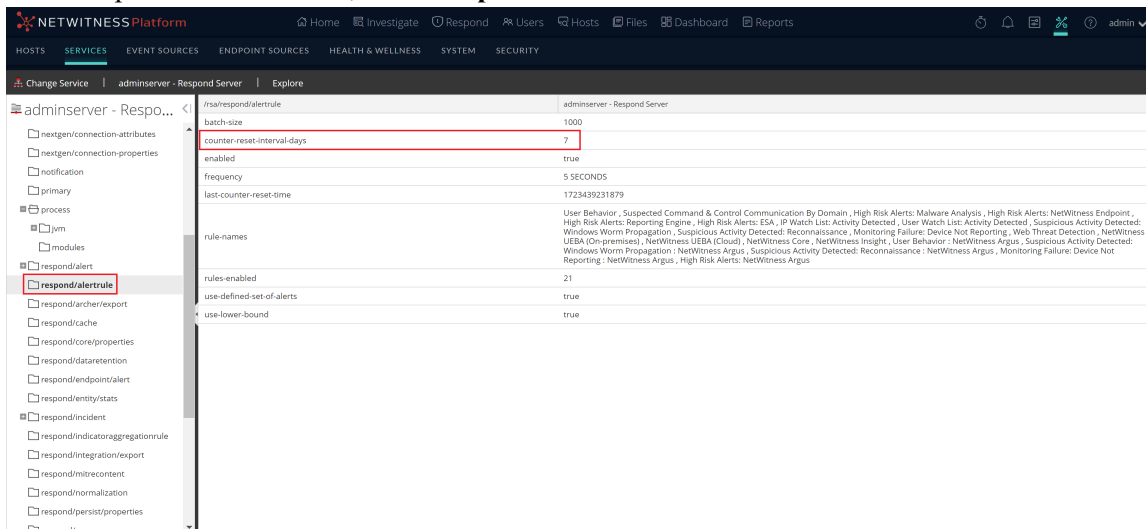 NETWITNESS Platform
Home Investigate Respond Users Hosts Files Dashboard Reports admin
HOSTS SERVICES EVENT SOURCES ENDPOINT SOURCES HEALTH & WELLNESS SYSTEM SECURITY
Change Service | adminserver - Respond Server | Explore
adminserver - Respo...
nextgen/connection-attributes
nextgen/connection-properties
notification
primary
process
jvm
modules
respond/alert
respond/alertrule
respond/archer/export
respond/cache
respond/core/properties
respond/dataretention
respond/endpoint/alert
respond/entity/stats
respond/incident
respond/indicatoraggregationrule
respond/integration/export
respond/mitrecontent
respond/normalization
respond/persist/properties
/rsa/respond/alertrule adminserver - Respond Server
batch-size 1000
counter-reset-interval-days 7
enabled true
frequency 5 SECONDS
last-counter-reset-time 1723439231879
rule-names
User Behavior , Suspected Command & Control Communication By Domain , High Risk Alerts: Malware Analysis , High Risk Alerts: NetWitness Endpoint ,
High Risk Alerts: Reporting Engine , High Risk Alerts: ESA , IP Watch List: Activity Detected , User Watch List: Activity Detected , Suspicious Activity Detected:
Windows Worm Propagation , Suspicious Activity Detected: Reconnaissance , Monitoring Failure: Device Not Reporting , Web Threat Detection , NetWitness
UEBA (On-premises) , NetWitness UEBA (Cloud) , NetWitness Core , NetWitness Insight , User Behavior : NetWitness Argus , Suspicious Activity Detected:
Windows Worm Propagation : NetWitness Argus , Suspicious Activity Detected: Reconnaissance : NetWitness Argus , Monitoring Failure: Device Not
Reporting : NetWitness Argus , High Risk Alerts: NetWitness Argus
rules-enabled 21
use-defined-set-of-alerts true
use-lower-bound true